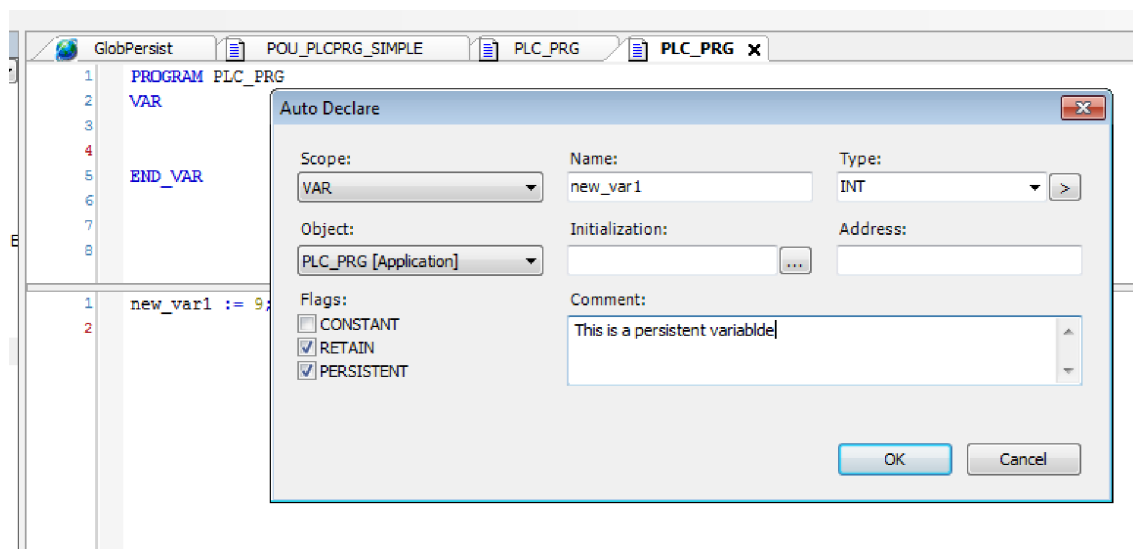 GlobPersist POU_PLCPRG_SIMPLE PLC_PRG PLC_PRG X
1 PROGRAM PLC_PRG
2 VAR
3
4
5 END_VAR
6
7
8
E
1 new_var1 := 9;
2
Auto Declare
Scope: Name: Type:
VAR new_var1 INT >
Object: Initialization: Address:
PLC_PRG [Application] ...
Flags: Comment:
CONSTANT This is a persistent variablde
RETAIN
PERSISTENT
OK Cancel